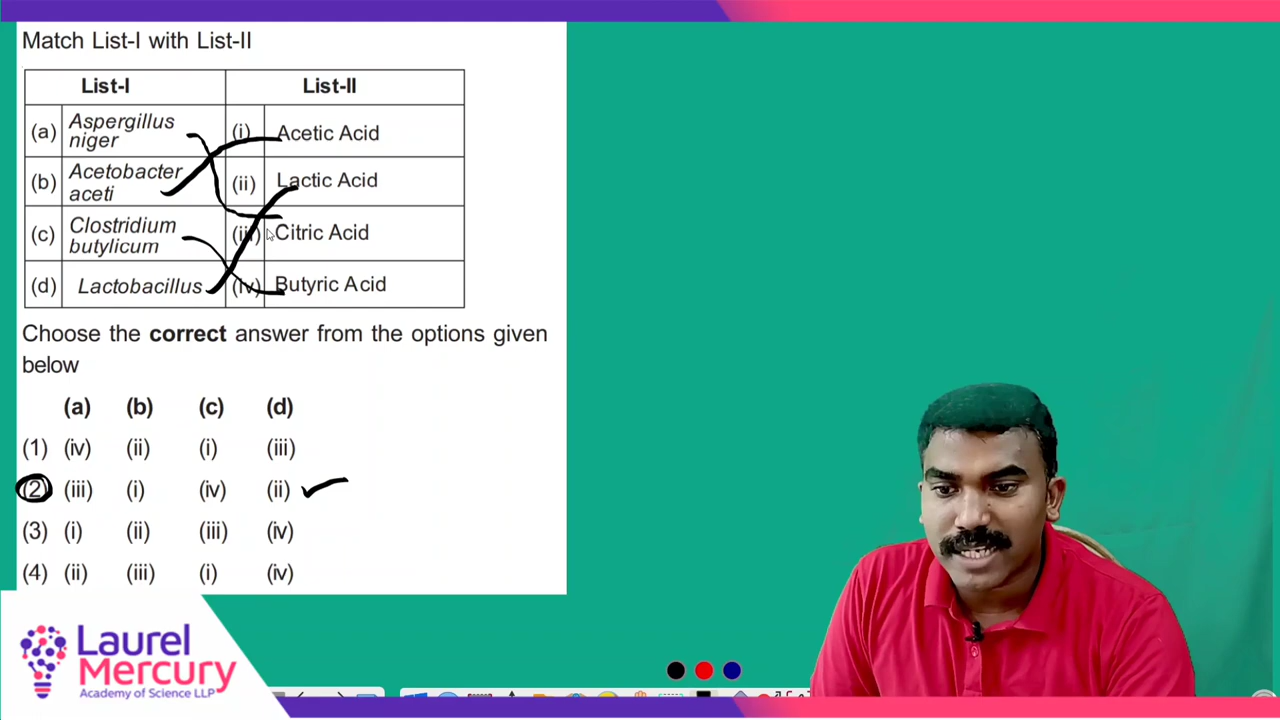 Match List-I with List-II
List-I List-II
(a) Aspergillus niger (i) Acetic Acid
(b) Acetobacter aceti (ii) Lactic Acid
(c) Clostridium butylicum (iii) Citric Acid
(d) Lactobacillus (iv) Butyric Acid
Choose the correct answer from the options given
below
(a) (b) (c) (d)
(1) (iv) (ii) (i) (iii)
(2) (iii) (i) (iv) (ii)
(3) (i) (ii) (iii) (iv)
(4) (ii) (iii) (i) (iv)
Laurel
Mercury
Academy of Science LLP